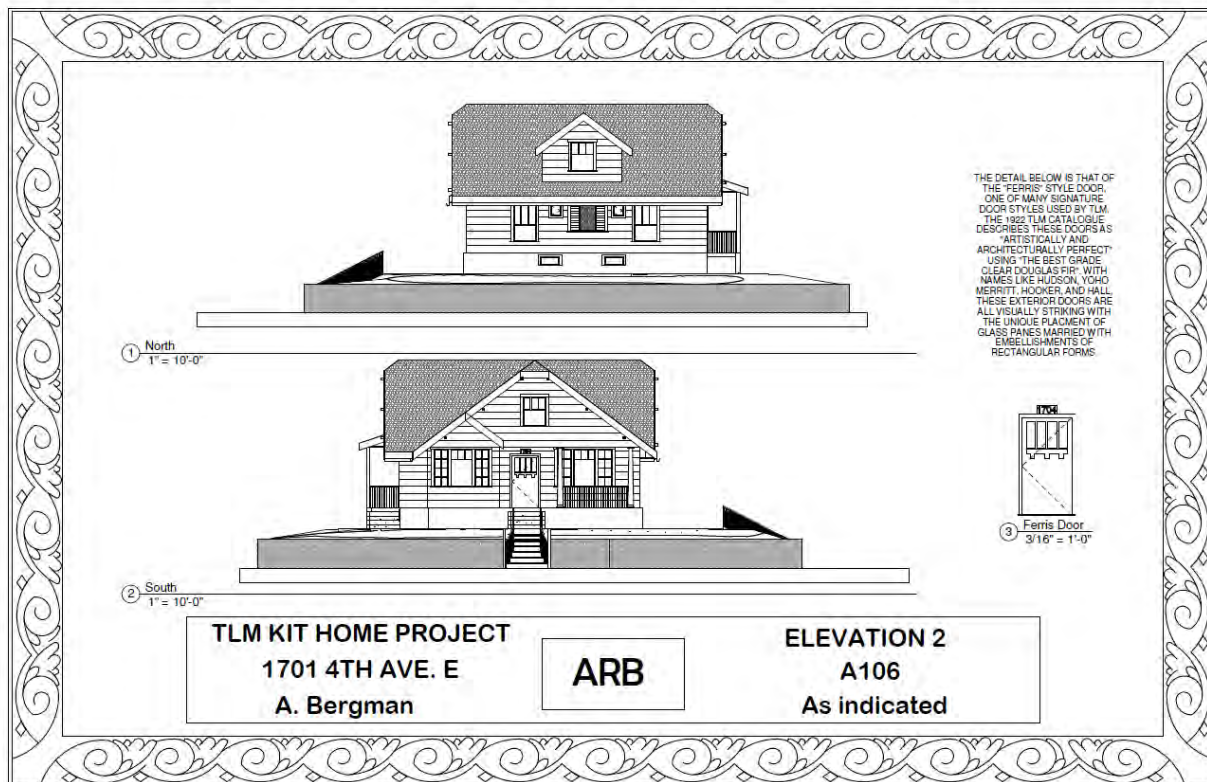 THE DETAIL BELOW IS THAT OF
THE "FERRIS" STYLE DOOR,
ONE OF MANY SIGNATURE
DOOR STYLES USED BY TLM.
THE 1922 TLM CATALOGUE
DESCRIBES THESE DOORS AS
"ARTISTICALLY AND
ARCHITECTURALLY PERFECT"
USING "THE BEST GRADE
CLEAR DOUGLAS FIR". WITH
NAMES LIKE HUDSON, YOHO
MERRITT, HOOKER, AND HALL,
THESE EXTERIOR DOORS ARE
ALL VISUALLY STRIKING WITH
THE UNIQUE PLACMENT OF
GLASS PANES MARRIED WITH
EMBELLISHMENTS OF
RECTANGULAR FORMS
1 North
1" = 10'-0"
1704
3 Ferris Door
3/16" = 1'-0"
2 South
1" = 10'-0"
TLM KIT HOME PROJECT
1701 4TH AVE. E
A. Bergman
ARB
ELEVATION 2
A106
As indicated